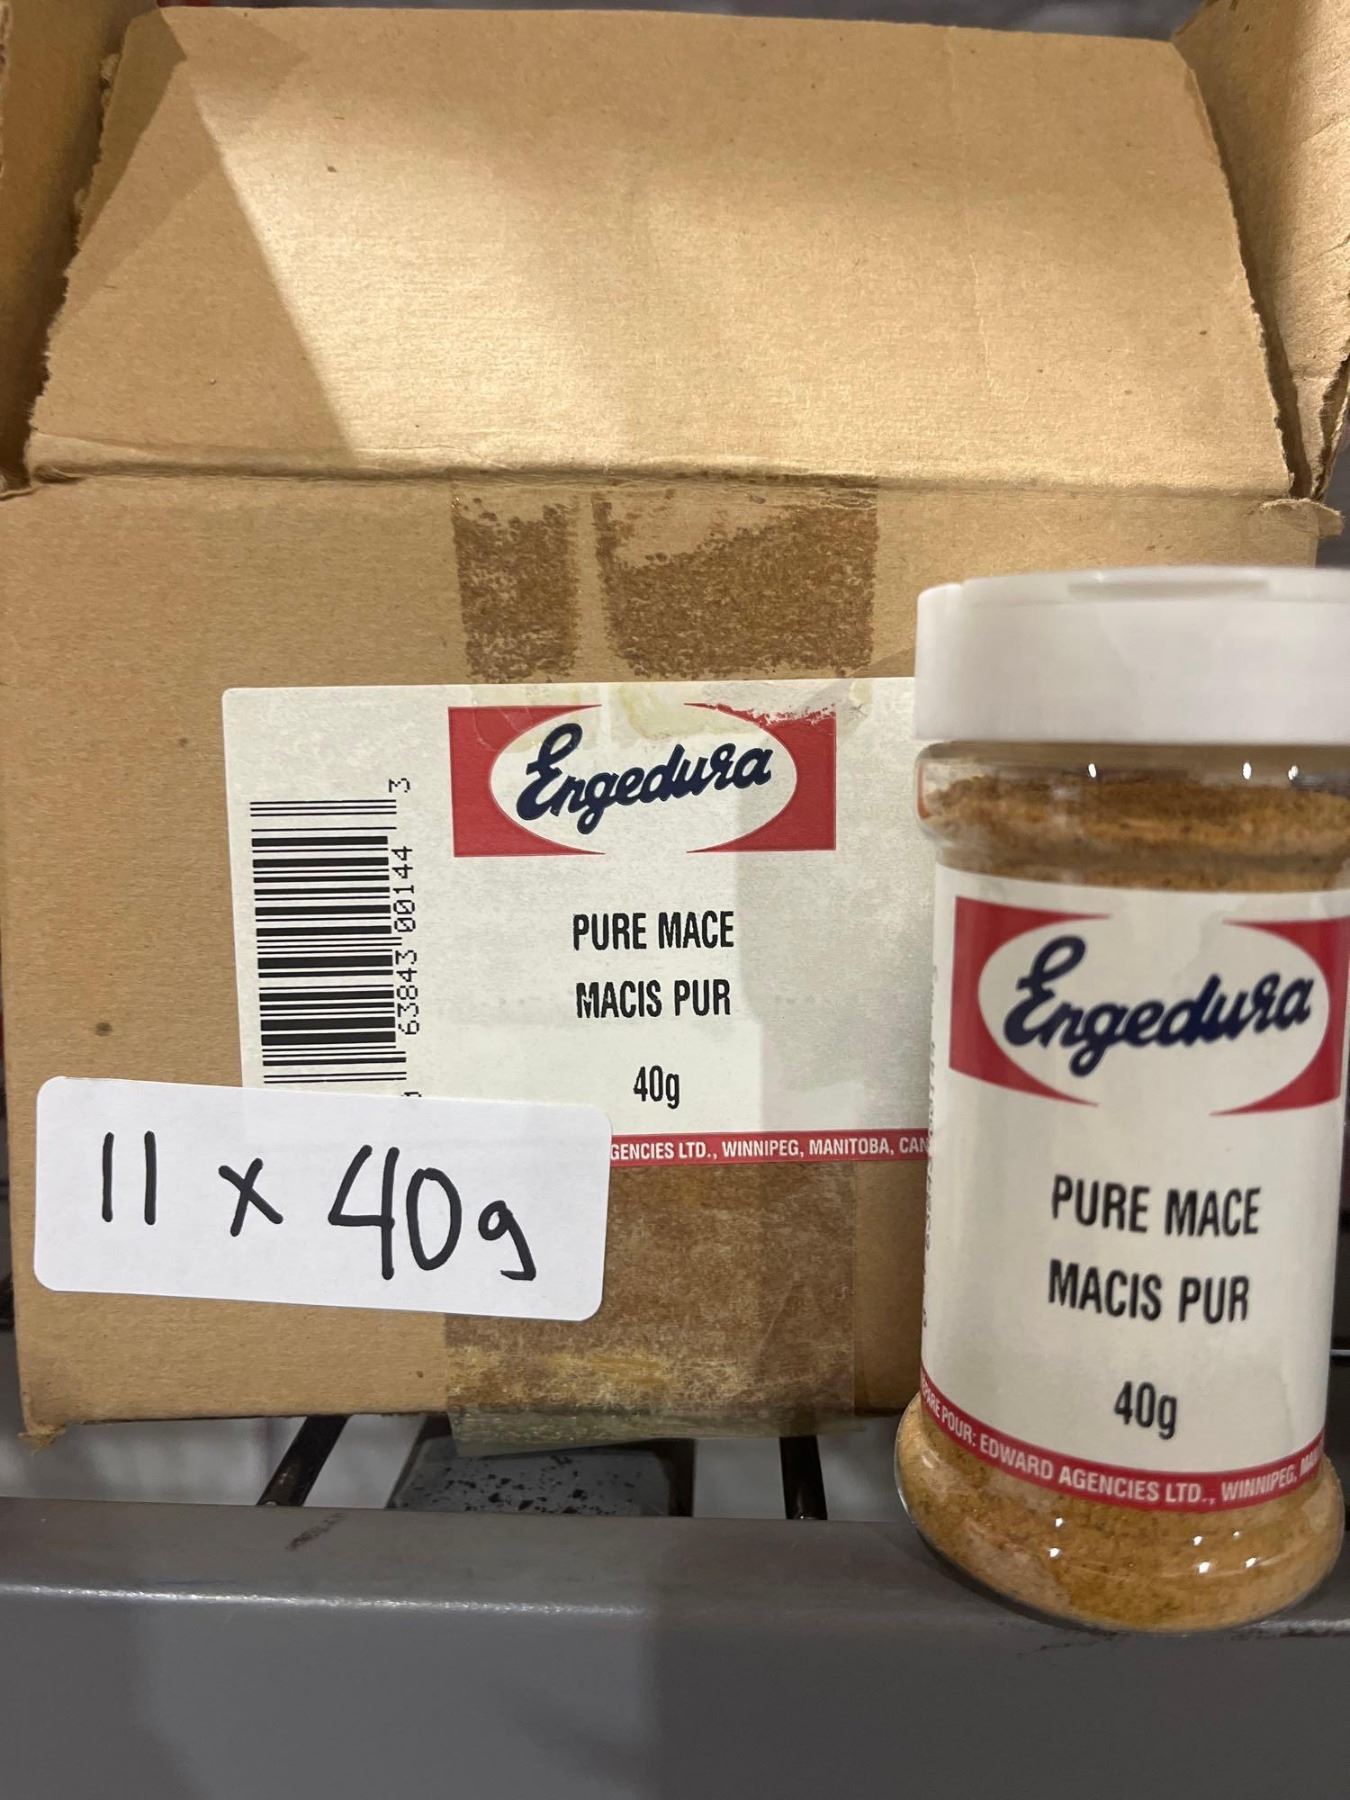 Engedura
PURE MACE
MACIS PUR
40g
GENCIES LTD., WINNIPEG, MANITOBA, CAN
63843 00144 3
11 x 40g
Engedura
PURE MACE
MACIS PUR
40g
POUR: EDWARD AGENCIES LTD., WINNIPEG,